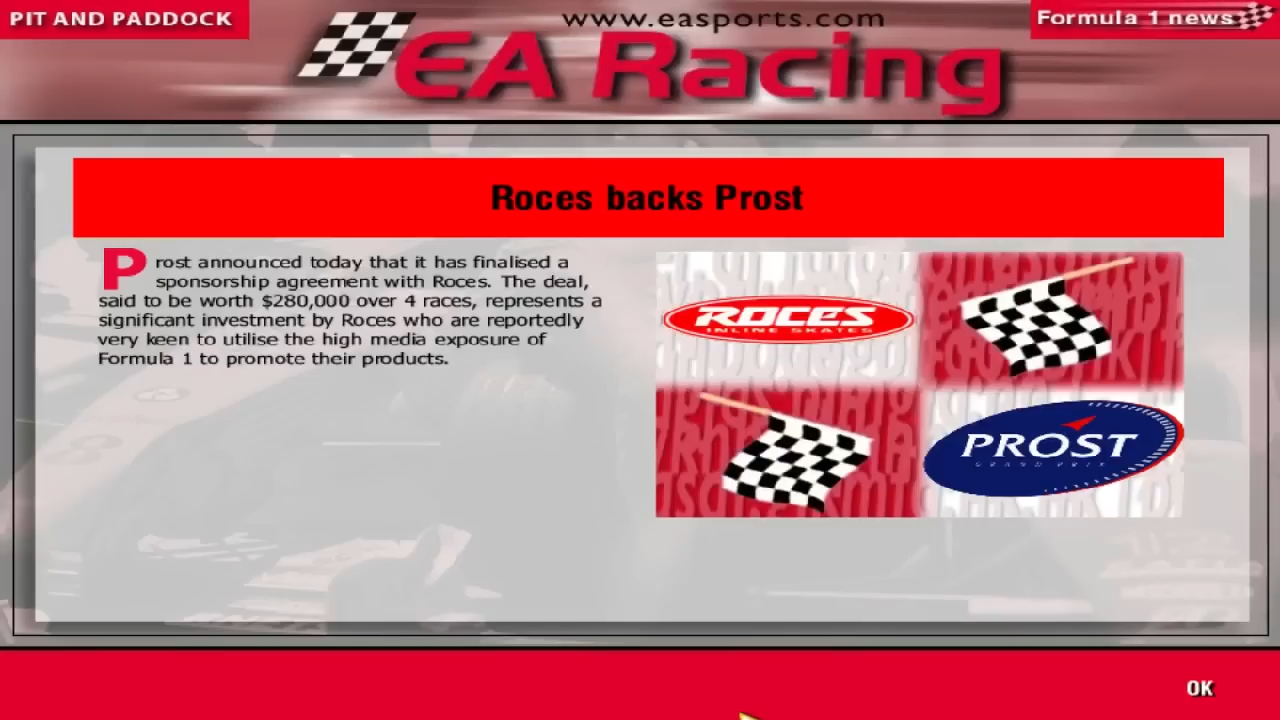 PIT AND PADDOCK
www.easports.com
Formula 1 news
EA Racing
Roces backs Prost
Prost announced today that it has finalised a
sponsorship agreement with Roces. The deal,
said to be worth $280,000 over 4 races, represents a
significant investment by Roces who are reportedly
very keen to utilise the high media exposure of
Formula 1 to promote their products.
ROCES
INLINE SKATES
PROST
GRAND PRIX
OK